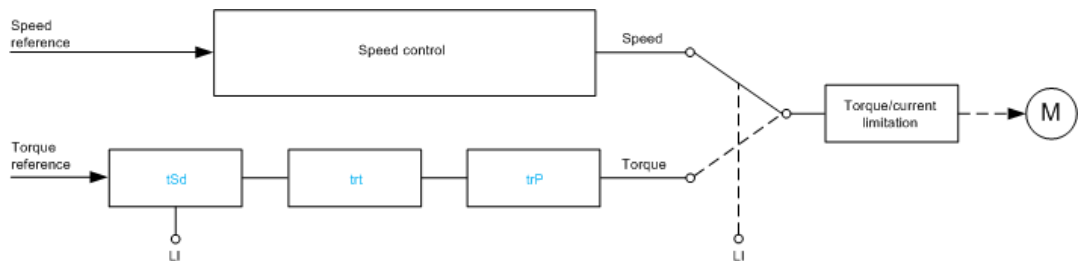 Speed
reference
Speed control
Speed
Torque/current
limitation
M
Torque
reference
tSd
trt
trP
Torque
LI
LI